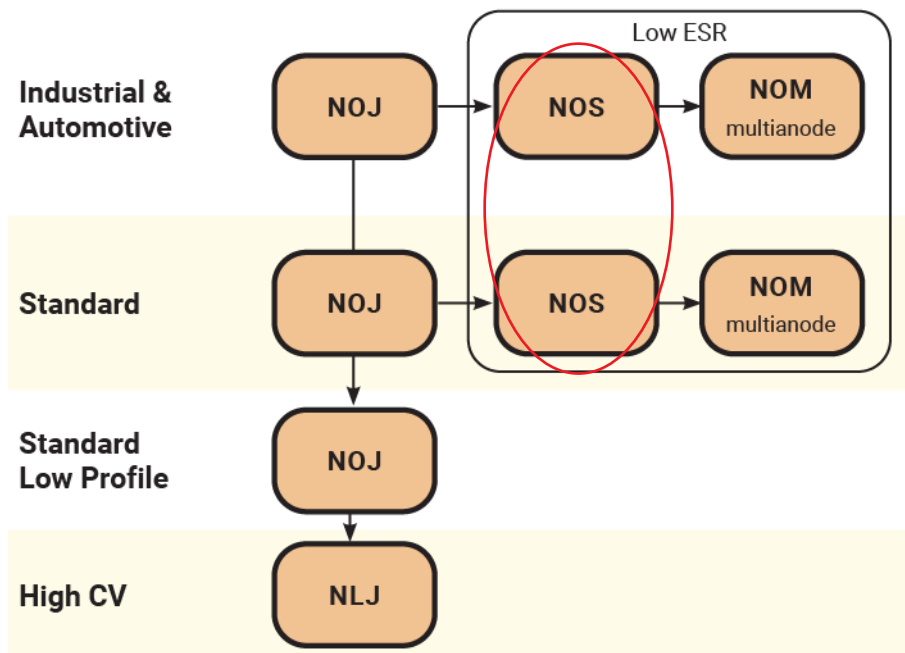 Low ESR
Industrial &
Automotive
NOJ
NOS
NOM
multianode
Standard
NOJ
NOS
NOM
multianode
Standard
Low Profile
NOJ
High CV
NLJ